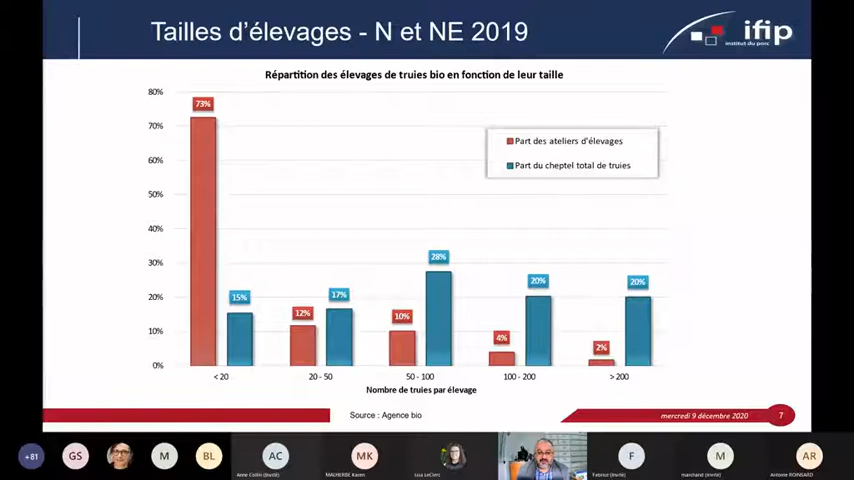 Tailles d'élevages - N et NE 2019
ifip
institut du porc
Répartition des élevages de truies bio en fonction de leur taille
80%
73%
70%
Part des ateliers d'élevages
60%
Part du cheptel total de truies
50%
40%
30%
28%
20%
20%
20%
17%
15%
12%
10%
10%
4%
2%
0%
< 20
20 - 50
50 - 100
100 - 200
> 200
Nombre de truies par élevage
Source : Agence bio
mercredi 9 décembre 2020
7
+81
GS
M
BL
AC
MK
F
M
AR
Anne Collin (Invité)
MALHERBE Karen
Lisa LeClerc
Fabrice (Invité)
marchand (Invité)
Antoine ROINSARD